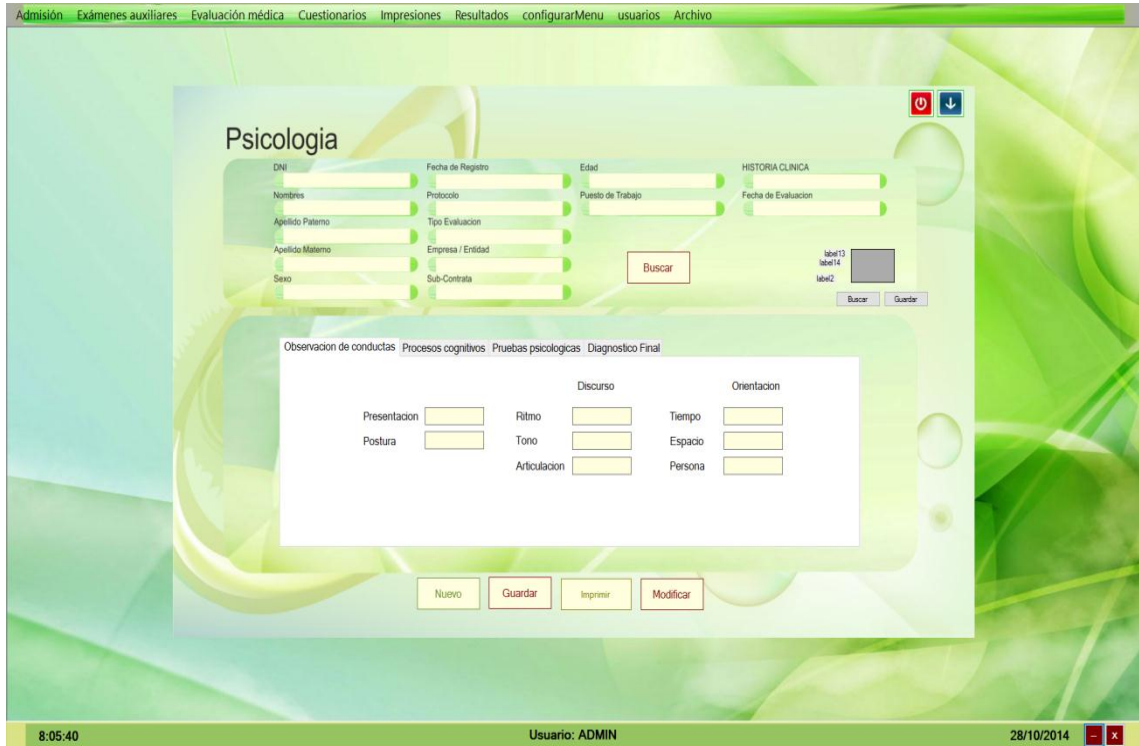 Admisión Exámenes auxiliares Evaluación médica Cuestionarios Impresiones Resultados configurarMenu usuarios Archivo
Psicologia
DNI Fecha de Registro Edad HISTORIA CLINICA
Nombres Protocolo Puesto de Trabajo Fecha de Evaluacion
Apellido Paterno Tipo Evaluacion
Apellido Materno Empresa / Entidad
label13
label14
Buscar
Sexo Sub-Contrata label2
Buscar Guardar
Observacion de conductas Procesos cognitivos Pruebas psicologicas Diagnostico Final
Discurso Orientacion
Presentacion Ritmo Tiempo
Postura Tono Espacio
Articulacion Persona
Nuevo Guardar Imprimir Modificar
8:05:40 Usuario: ADMIN 28/10/2014 – x